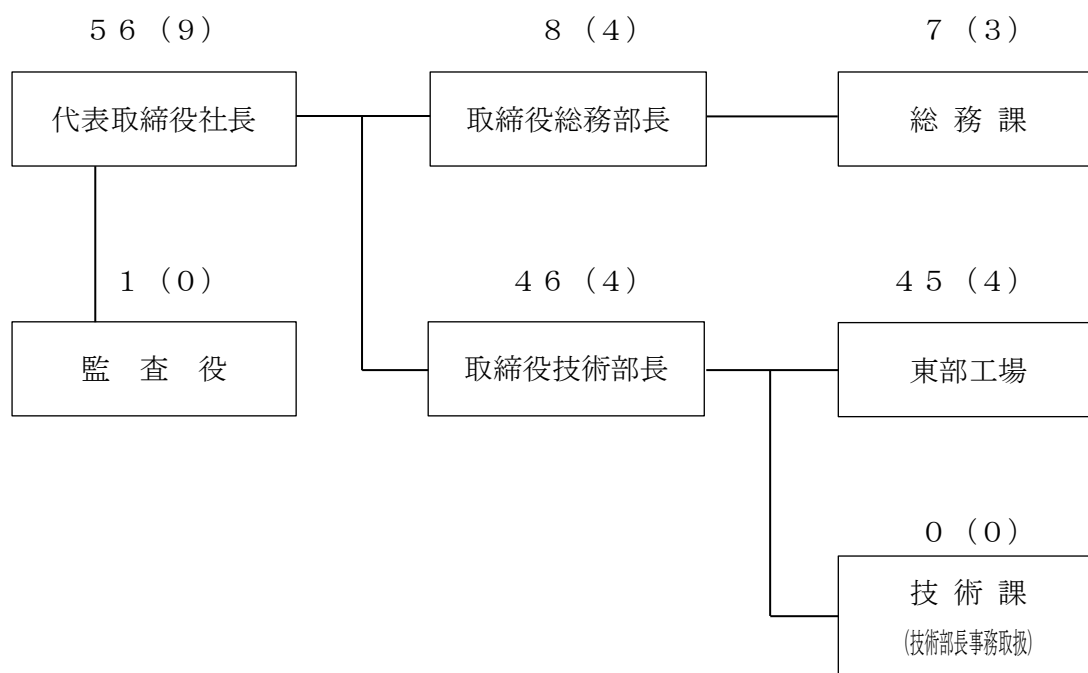 ５６（９）
８（４）
７（３）
代表取締役社長
取締役総務部長
総 務 課
１（０）
４６（４）
４５（４）
監 査 役
取締役技術部長
東部工場
０（０）
技 術 課
(技術部長事務取扱)